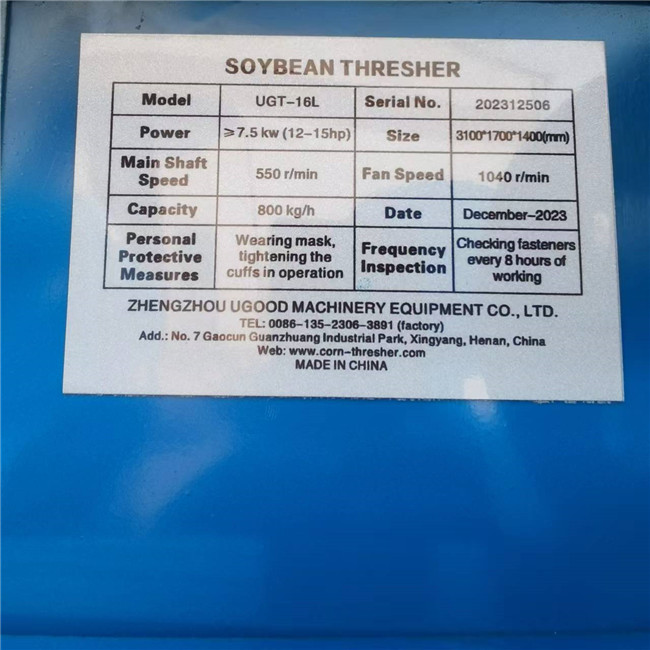 SOYBEAN THRESHER
Model UGT-16L Serial No. 202312506
Power ≥7.5 kw (12-15hp) Size 3100*1700*1400(mm)
Main Shaft Speed 550 r/min Fan Speed 1040 r/min
Capacity 800 kg/h Date December-2023
Personal Protective Measures Wearing mask, tightening the cuffs in operation Frequency Inspection Checking fasteners every 8 hours of working
ZHENGZHOU UGOOD MACHINERY EQUIPMENT CO., LTD.
TEL: 0086-135-2306-3891 (factory)
Add.: No. 7 Gaocun Guanzhuang Industrial Park, Xingyang, Henan, China
Web: www.corn-thresher.com
MADE IN CHINA